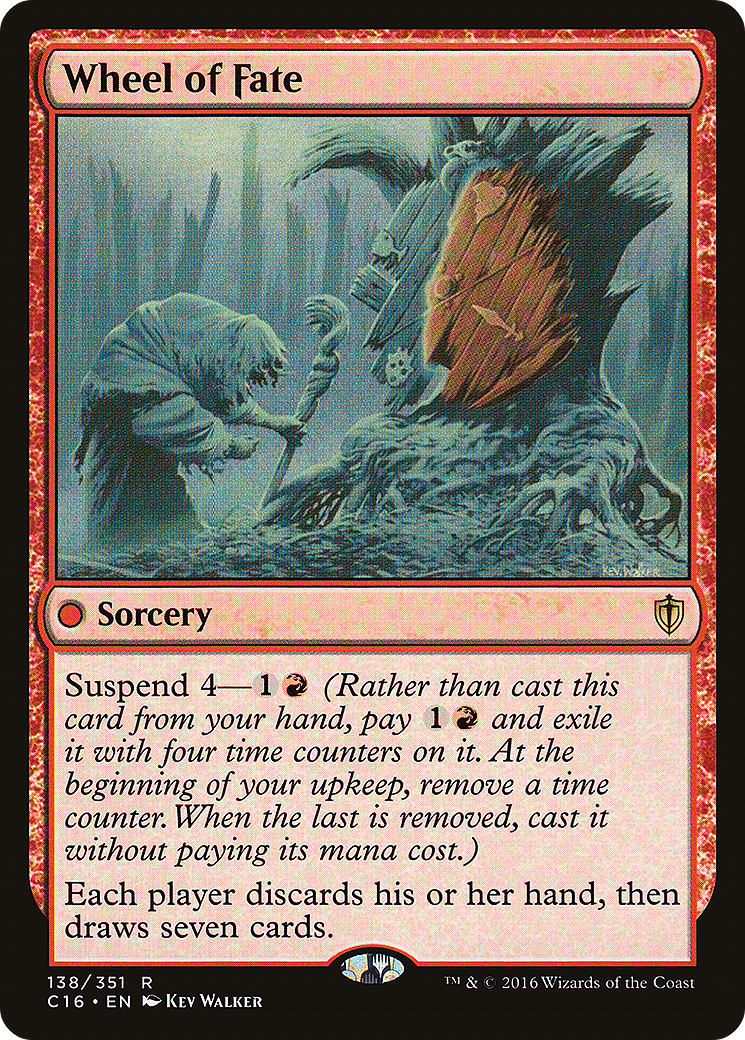 Wheel of Fate
KEV WALKER
Sorcery
Suspend 4—1 (Rather than cast this
card from your hand, pay 1 and exile
it with four time counters on it. At the
beginning of your upkeep, remove a time
counter. When the last is removed, cast it
without paying its mana cost.)
Each player discards his or her hand, then
draws seven cards.
138/351 R
C16 • EN Kev Walker
™ & © 2016 Wizards of the Coast